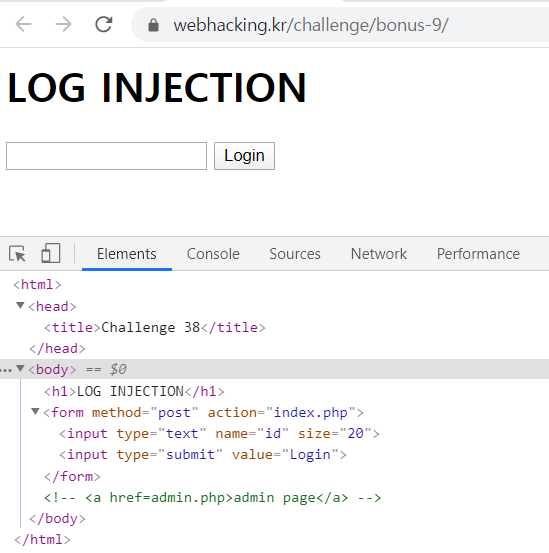 webhacking.kr/challenge/bonus-9/
LOG INJECTION
Login
Elements Console Sources Network Performance
<html>
▼<head>
<title>Challenge 38</title>
</head>
…▼<body> == $0
<h1>LOG INJECTION</h1>
▼<form method="post" action="index.php">
<input type="text" name="id" size="20">
<input type="submit" value="Login">
</form>
<!-- <a href=admin.php>admin page</a> -->
</body>
</html>